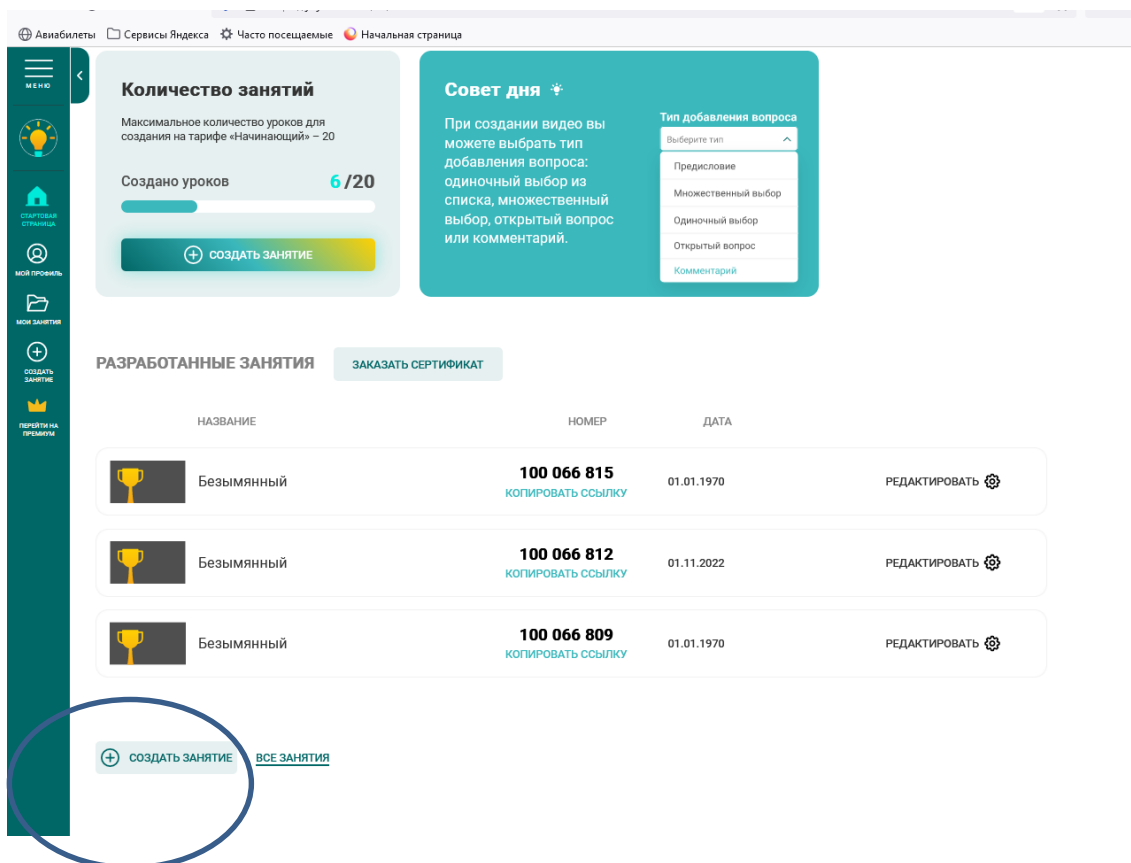 Авиабилеты Сервисы Яндекса Часто посещаемые Начальная страница
МЕНЮ
СТАРТОВАЯ
СТРАНИЦА
МОЙ ПРОФИЛЬ
МОИ ЗАНЯТИЯ
СОЗДАТЬ
ЗАНЯТИЕ
ПЕРЕЙТИ НА
ПРЕМИУМ
Количество занятий
Максимальное количество уроков для
создания на тарифе «Начинающий» – 20
Создано уроков 6/20
СОЗДАТЬ ЗАНЯТИЕ
Совет дня
При создании видео вы
можете выбрать тип
добавления вопроса:
одиночный выбор из
списка, множественный
выбор, открытый вопрос
или комментарий.
Тип добавления вопроса
Выберите тип
Предисловие
Множественный выбор
Одиночный выбор
Открытый вопрос
Комментарий
РАЗРАБОТАННЫЕ ЗАНЯТИЯ ЗАКАЗАТЬ СЕРТИФИКАТ
НАЗВАНИЕ НОМЕР ДАТА
Безымянный 100 066 815 01.01.1970 РЕДАКТИРОВАТЬ
КОПИРОВАТЬ ССЫЛКУ
Безымянный 100 066 812 01.11.2022 РЕДАКТИРОВАТЬ
КОПИРОВАТЬ ССЫЛКУ
Безымянный 100 066 809 01.01.1970 РЕДАКТИРОВАТЬ
КОПИРОВАТЬ ССЫЛКУ
СОЗДАТЬ ЗАНЯТИЕ ВСЕ ЗАНЯТИЯ